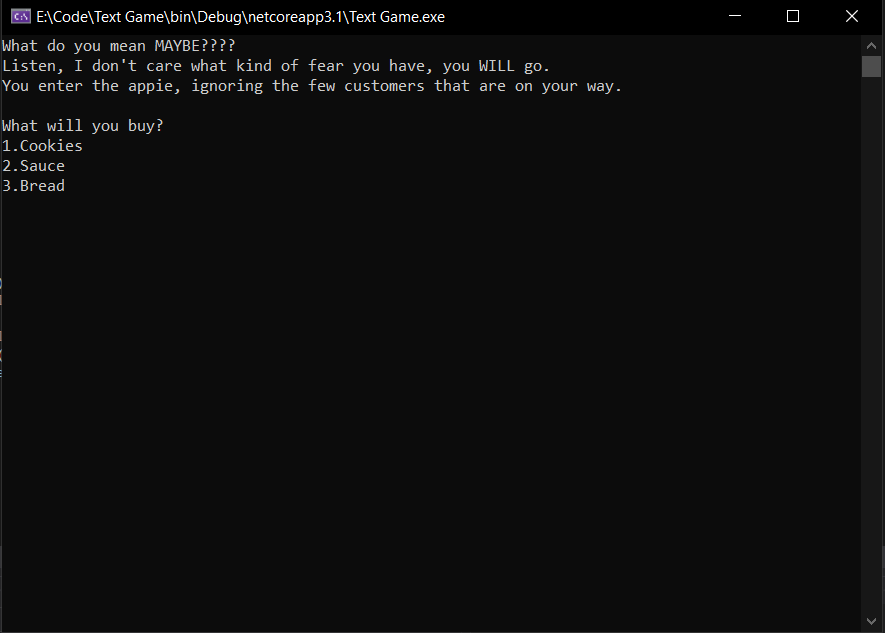 E:\Code\Text Game\bin\Debug\netcoreapp3.1\Text Game.exe
What do you mean MAYBE????
Listen, I don't care what kind of fear you have, you WILL go.
You enter the appie, ignoring the few customers that are on your way.
What will you buy?
1.Cookies
2.Sauce
3.Bread